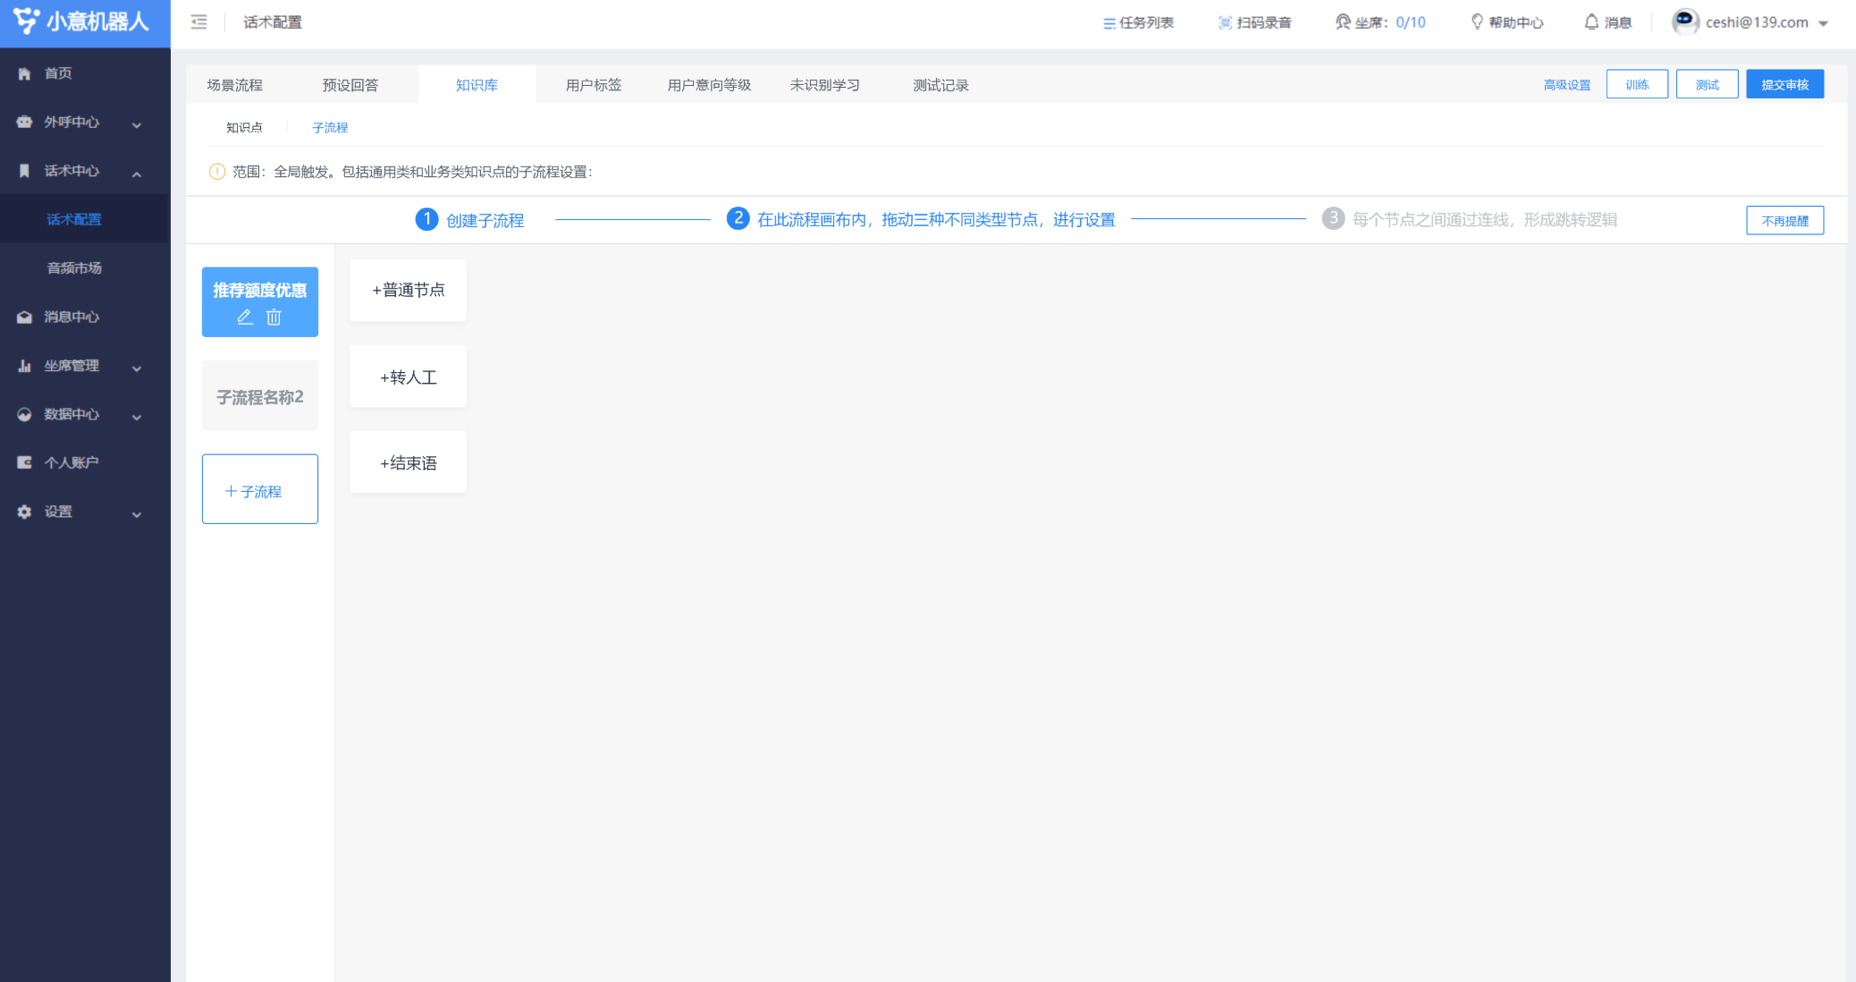 小意机器人
话术配置
任务列表
扫码录音
坐席：0/10
帮助中心
消息
ceshi@139.com
首页
外呼中心
话术中心
话术配置
音频市场
消息中心
坐席管理
数据中心
个人账户
设置
场景流程
预设回答
知识库
用户标签
用户意向等级
未识别学习
测试记录
高级设置
训练
测试
提交审核
知识点
子流程
范围：全局触发。包括通用类和业务类知识点的子流程设置：
1 创建子流程
2 在此流程画布内，拖动三种不同类型节点，进行设置
3 每个节点之间通过连线，形成跳转逻辑
不再提醒
推荐额度优惠
子流程名称2
+ 子流程
+普通节点
+转人工
+结束语